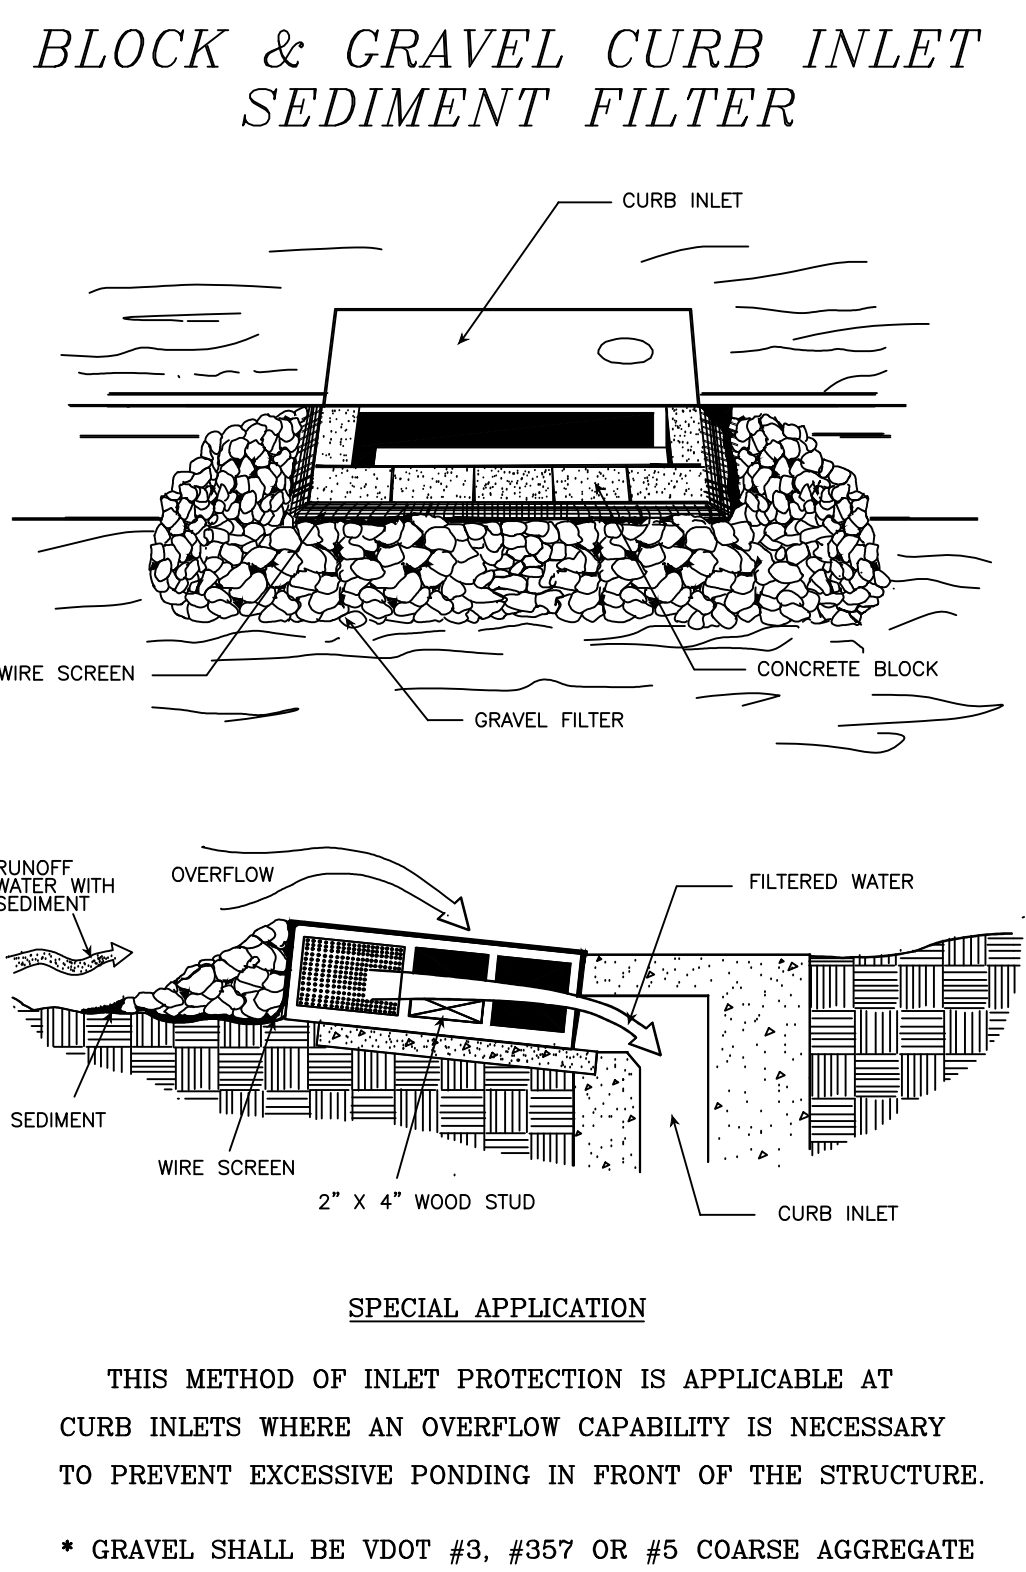 BLOCK & GRAVEL CURB INLET
SEDIMENT FILTER
CURB INLET
WIRE SCREEN
CONCRETE BLOCK
GRAVEL FILTER
RUNOFF
WATER WITH
SEDIMENT
OVERFLOW
FILTERED WATER
SEDIMENT
WIRE SCREEN
2" X 4" WOOD STUD
CURB INLET
SPECIAL APPLICATION
THIS METHOD OF INLET PROTECTION IS APPLICABLE AT
CURB INLETS WHERE AN OVERFLOW CAPABILITY IS NECESSARY
TO PREVENT EXCESSIVE PONDING IN FRONT OF THE STRUCTURE.
* GRAVEL SHALL BE VDOT #3, #357 OR #5 COARSE AGGREGATE